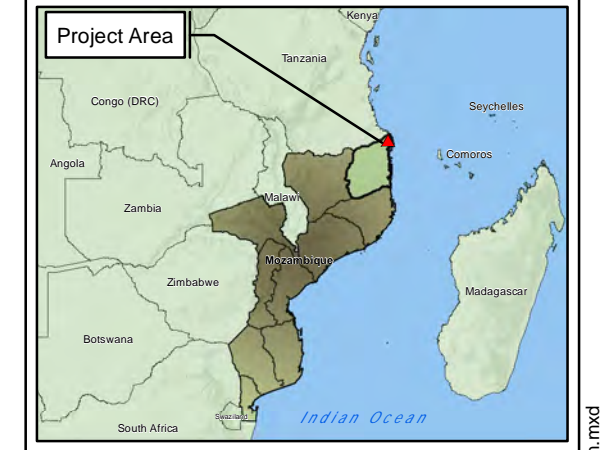 Kenya
Project Area
Tanzania
Congo (DRC)
Seychelles
Comoros
Angola
Malawi
Zambia
Mozambique
Zimbabwe
Madagascar
Botswana
Swaziland
Indian Ocean
South Africa
n.mxd